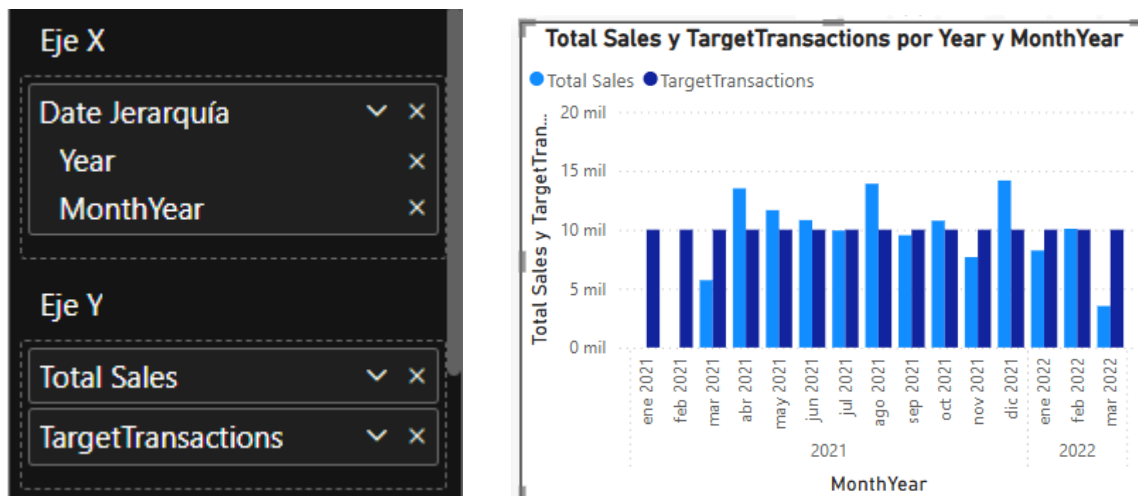 Eje X
Date Jerarquía
Year
MonthYear
Eje Y
Total Sales
TargetTransactions
Total Sales y TargetTransactions por Year y MonthYear
Total Sales TargetTransactions
Total Sales y TargetTran...
20 mil
15 mil
10 mil
5 mil
0 mil
ene 2021
feb 2021
mar 2021
abr 2021
may 2021
jun 2021
jul 2021
ago 2021
sep 2021
oct 2021
nov 2021
dic 2021
ene 2022
feb 2022
mar 2022
2021 2022
MonthYear